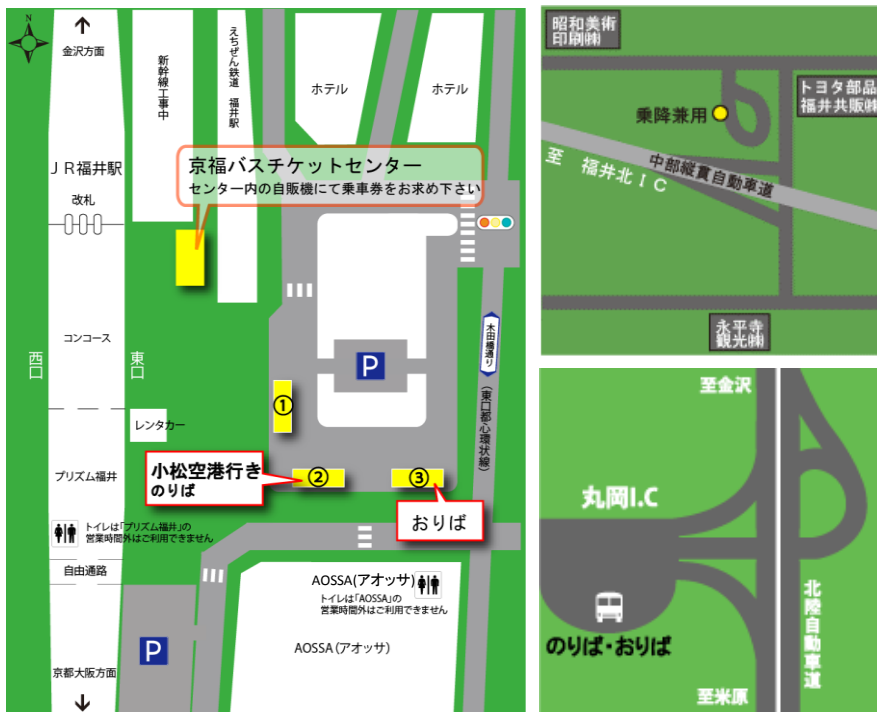 N
金沢方面
新幹線工事中
えちぜん鉄道 福井駅
ホテル
ホテル
京福バスチケットセンター
センター内の自販機にて乗車券をお求め下さい
ＪＲ福井駅
改札
コンコース
西口
東口
P
木田橋通り
(東口都心環状線)
①
レンタカー
小松空港行き
のりば
②
③
おりば
プリズム福井
トイレは「プリズム福井」の
営業時間外はご利用できません
自由通路
AOSSA(アオッサ)
トイレは「AOSSA」の
営業時間外はご利用できません
AOSSA(アオッサ)
P
京都大阪方面
昭和美術
印刷㈱
トヨタ部品
福井共販㈱
乗降兼用
中部縦貫自動車道
至 福井北ＩＣ
永平寺
観光㈱
至金沢
丸岡I.C
北陸自動車道
のりば・おりば
至米原